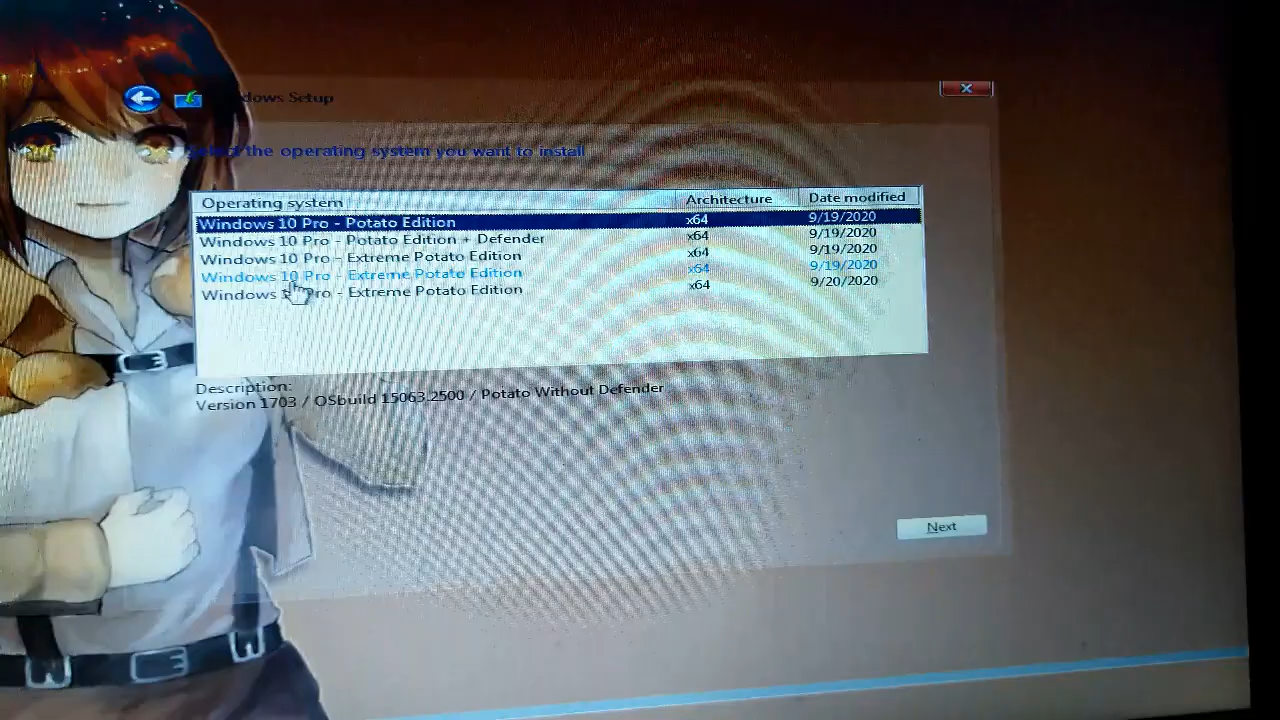 dows Setup
Select the operating system you want to install
Operating system Architecture Date modified
Windows 10 Pro - Potato Edition x64 9/19/2020
Windows 10 Pro - Potato Edition + Defender x64 9/19/2020
Windows 10 Pro - Extreme Potato Edition x64 9/19/2020
Windows 10 Pro - Extreme Potato Edition x64 9/19/2020
Windows Pro - Extreme Potato Edition x64 9/20/2020
Description:
Version 1703 / OSbuild 15063.2500 / Potato Without Defender
Next